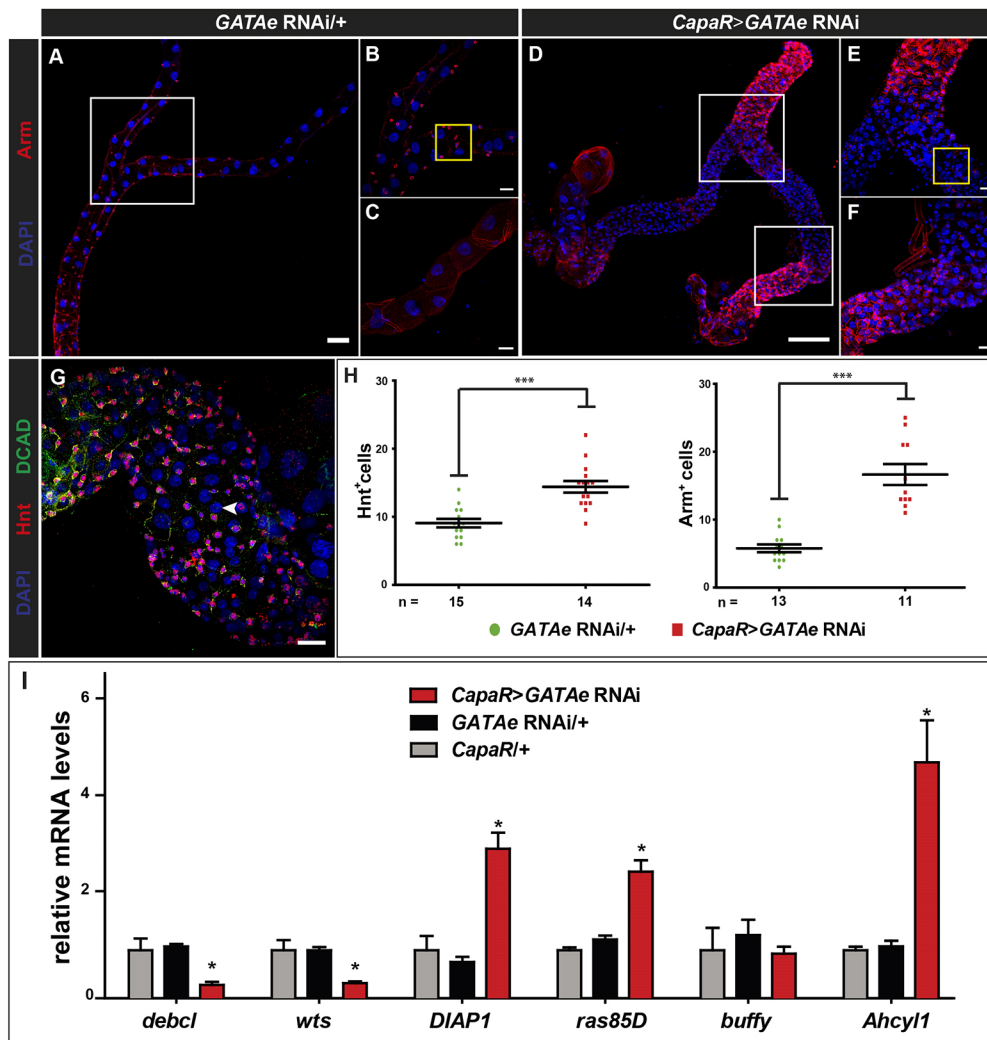 GATAe RNAi/+
CapaR>GATAe RNAi
DAPI Arm
A
B
C
D
E
F
DAPI Hnt DCAD
G
H
30
20
10
0
Hnt+cells
***
n =
15
14
30
20
10
0
Arm+ cells
***
n =
13
11
GATAe RNAi/+
CapaR>GATAe RNAi
I
relative mRNA levels
6
4
2
0
CapaR>GATAe RNAi
GATAe RNAi/+
CapaR/+
*
*
*
*
*
debcl
wts
DIAP1
ras85D
buffy
Ahcyl1